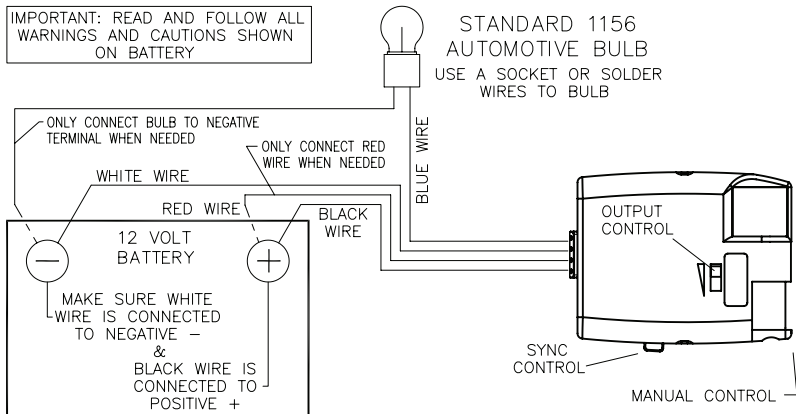 IMPORTANT: READ AND FOLLOW ALL
WARNINGS AND CAUTIONS SHOWN
ON BATTERY
STANDARD 1156
AUTOMOTIVE BULB
USE A SOCKET OR SOLDER
WIRES TO BULB
ONLY CONNECT BULB TO NEGATIVE
TERMINAL WHEN NEEDED
ONLY CONNECT RED
WIRE WHEN NEEDED
BLUE WIRE
WHITE WIRE
RED WIRE
BLACK
WIRE
12 VOLT
BATTERY
−
+
MAKE SURE WHITE
WIRE IS CONNECTED
TO NEGATIVE −
&
BLACK WIRE IS
CONNECTED TO
POSITIVE +
OUTPUT
CONTROL
SYNC
CONTROL
MANUAL CONTROL